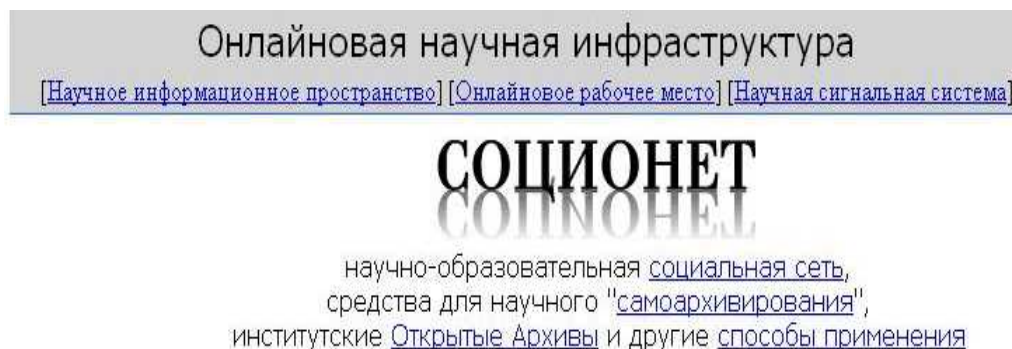 Онлайновая научная инфраструктура
[Научное информационное пространство] [Онлайновое рабочее место] [Научная сигнальная система]
СОЦИОНЕТ
научно-образовательная социальная сеть,
средства для научного "самоархивирования",
институтские Открытые Архивы и другие способы применения